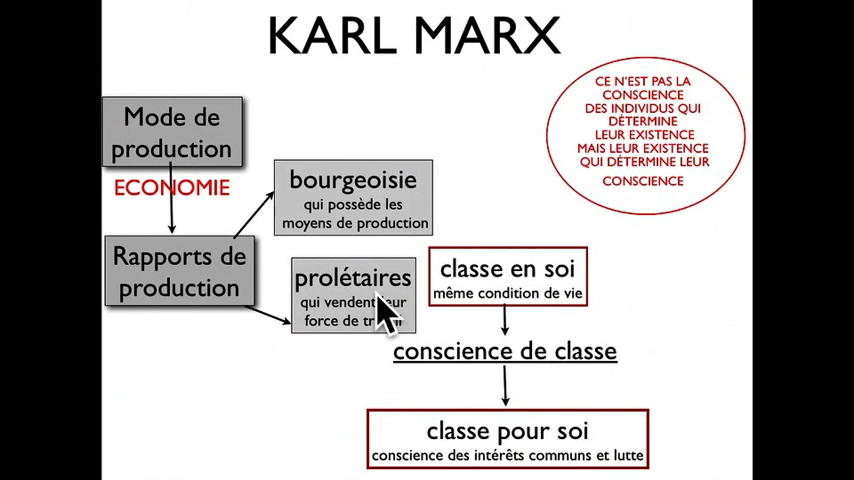 KARL MARX
CE N'EST PAS LA
CONSCIENCE
DES INDIVIDUS QUI
DÉTERMINE
LEUR EXISTENCE
MAIS LEUR EXISTENCE
QUI DÉTERMINE LEUR
CONSCIENCE
Mode de
production
ECONOMIE
Rapports de
production
bourgeoisie
qui possède les
moyens de production
prolétaires
qui vendent leur
force de
classe en soi
même condition de vie
conscience de classe
classe pour soi
conscience des intérêts communs et lutte